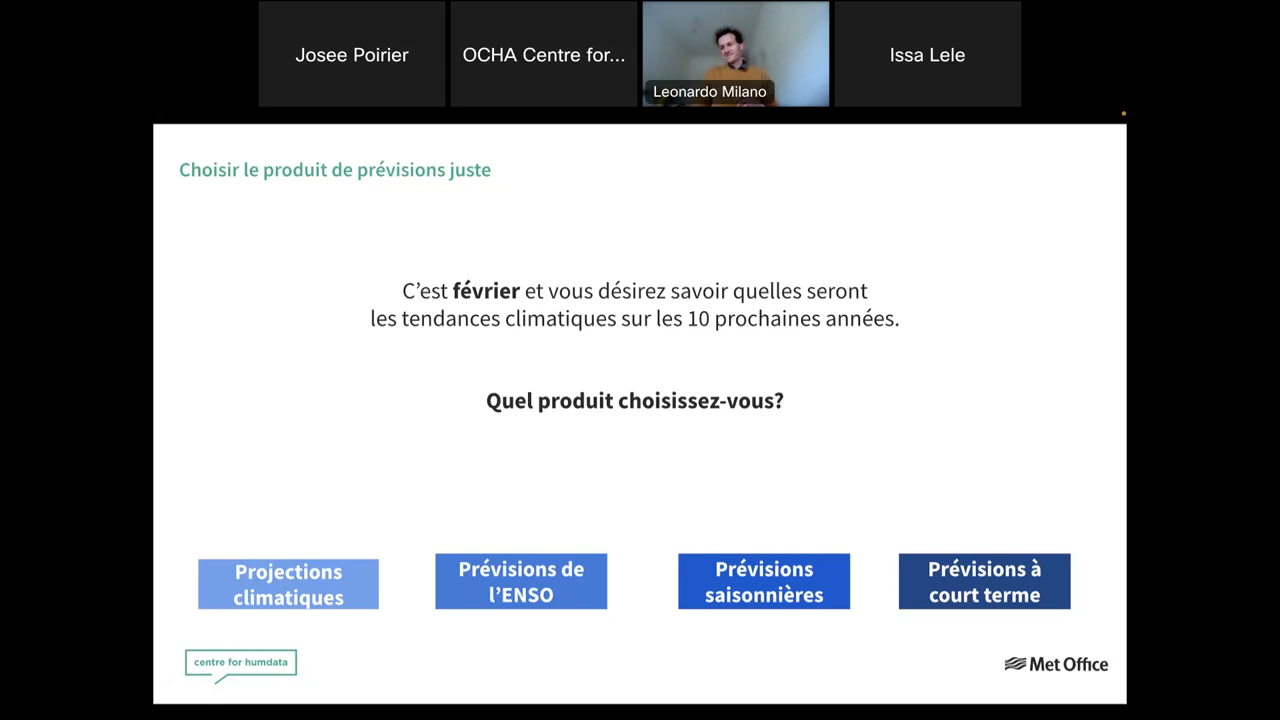 Josee Poirier
OCHA Centre for...
Leonardo Milano
Issa Lele
Choisir le produit de prévisions juste
C'est février et vous désirez savoir quelles seront
les tendances climatiques sur les 10 prochaines années.
Quel produit choisissez-vous?
Projections
climatiques
Prévisions de
l'ENSO
Prévisions
saisonnières
Prévisions à
court terme
centre for humdata
Met Office